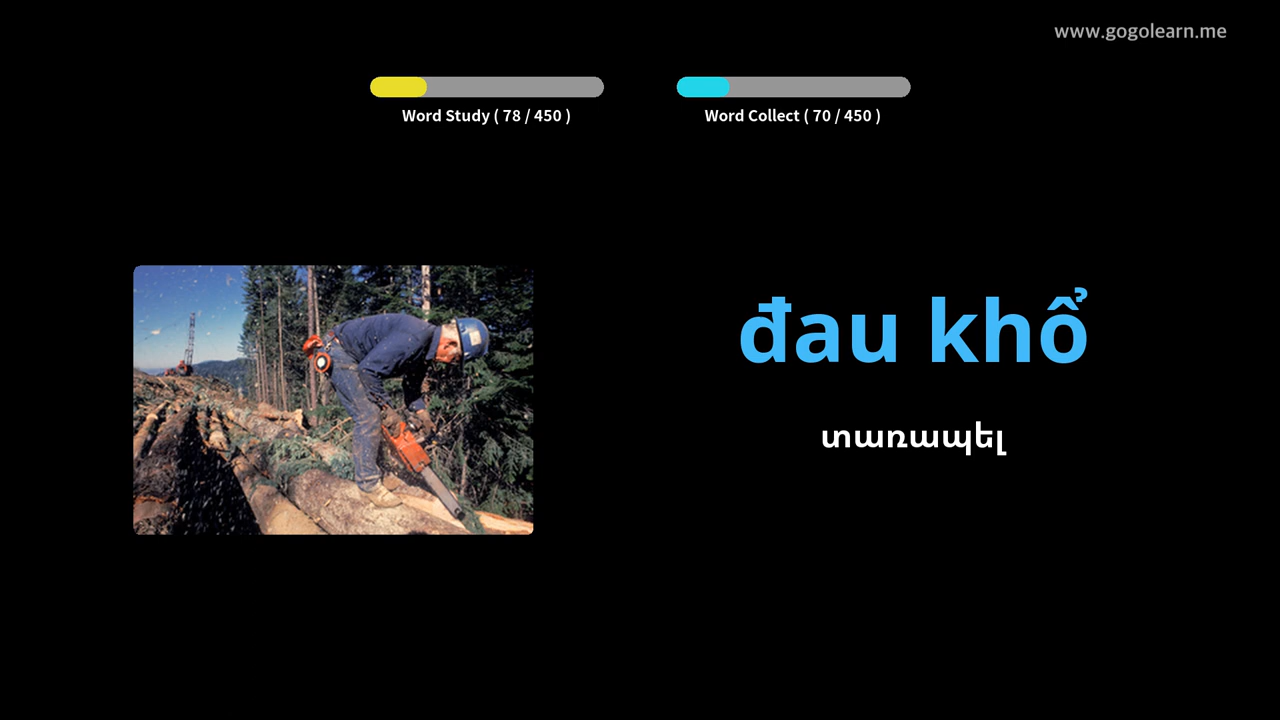 www.gogolearn.me
Word Study ( 78 / 450 )
Word Collect ( 70 / 450 )
đau khổ
տառապել